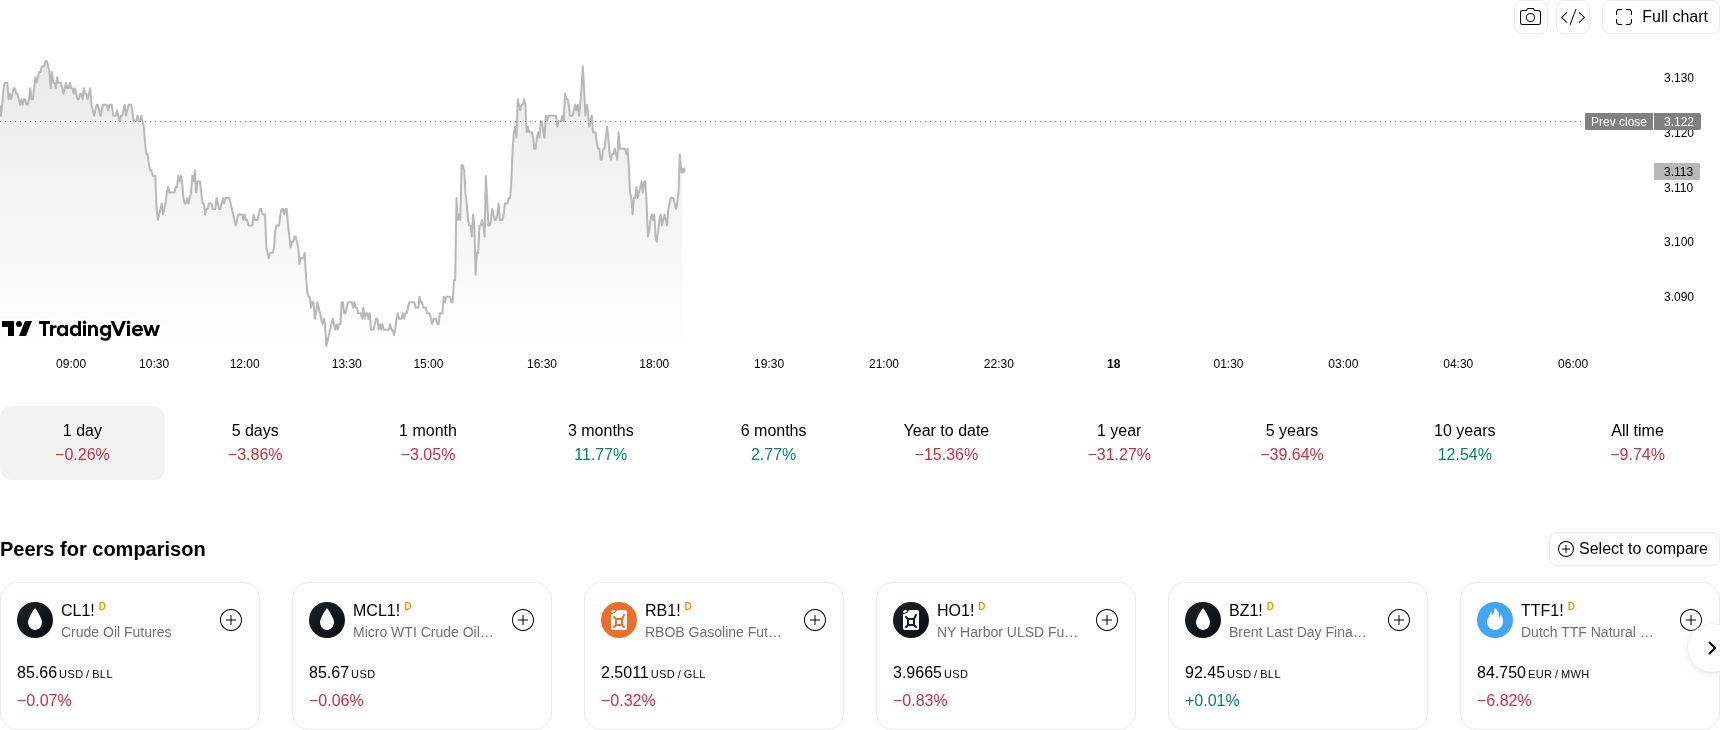 Full chart
3.130
Prev close 3.122
3.120
3.113
3.110
3.100
3.090
TradingView
09:00 10:30 12:00 13:30 15:00 16:30 18:00 19:30 21:00 22:30 18 01:30 03:00 04:30 06:00
1 day 5 days 1 month 3 months 6 months Year to date 1 year 5 years 10 years All time
−0.26% −3.86% −3.05% 11.77% 2.77% −15.36% −31.27% −39.64% 12.54% −9.74%
Peers for comparison
Select to compare
CL1! D
Crude Oil Futures
85.66 USD / BLL
−0.07%
MCL1! D
Micro WTI Crude Oil…
85.67 USD
−0.06%
RB1! D
RBOB Gasoline Fut…
2.5011 USD / GLL
−0.32%
HO1! D
NY Harbor ULSD Fu…
3.9665 USD
−0.83%
BZ1! D
Brent Last Day Fina…
92.45 USD / BLL
+0.01%
TTF1! D
Dutch TTF Natural …
84.750 EUR / MWH
−6.82%